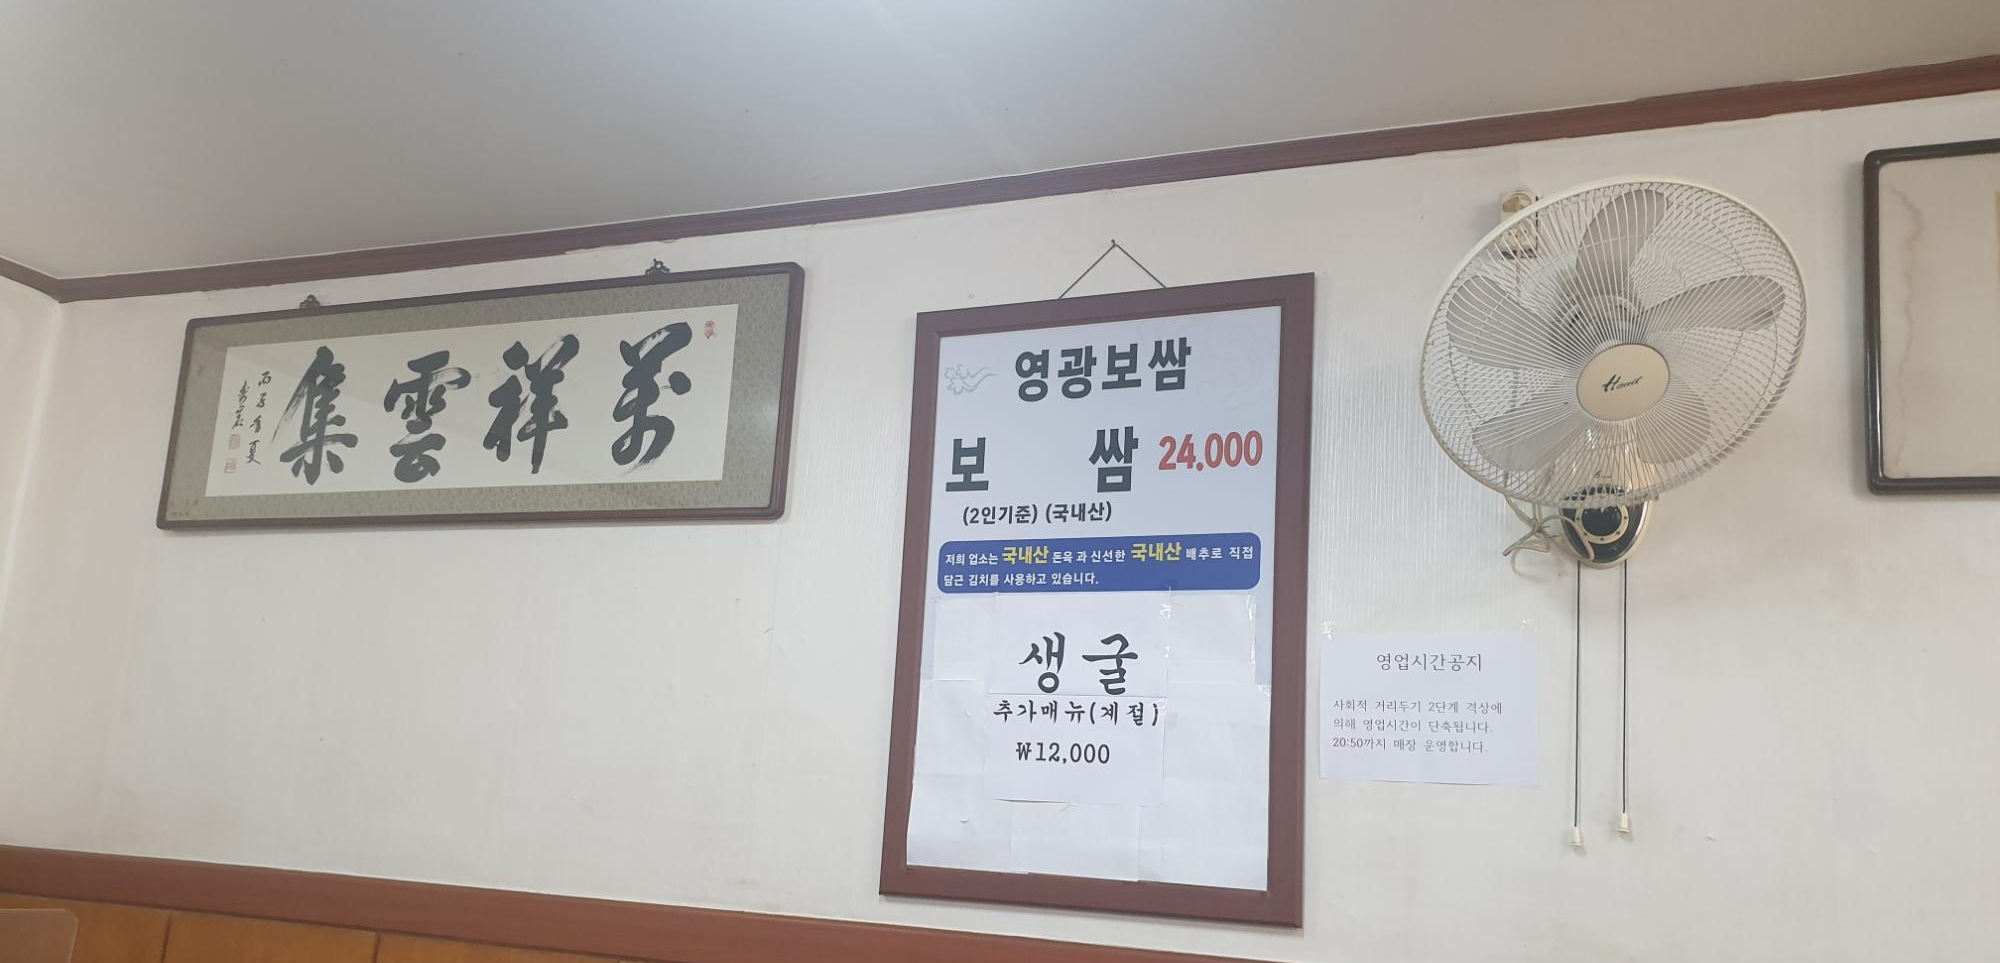 萬祥雲集
丙子季夏
영광보쌈
보 쌈 24,000
(2인기준) (국내산)
저희 업소는 국내산 돈육 과 신선한 국내산 배추로 직접
담근 김치를 사용하고 있습니다.
생굴
추가매뉴(계절)
₩12,000
영업시간공지
사회적 거리두기 2단계 격상에
의해 영업시간이 단축됩니다.
20:50까지 매장 운영합니다.